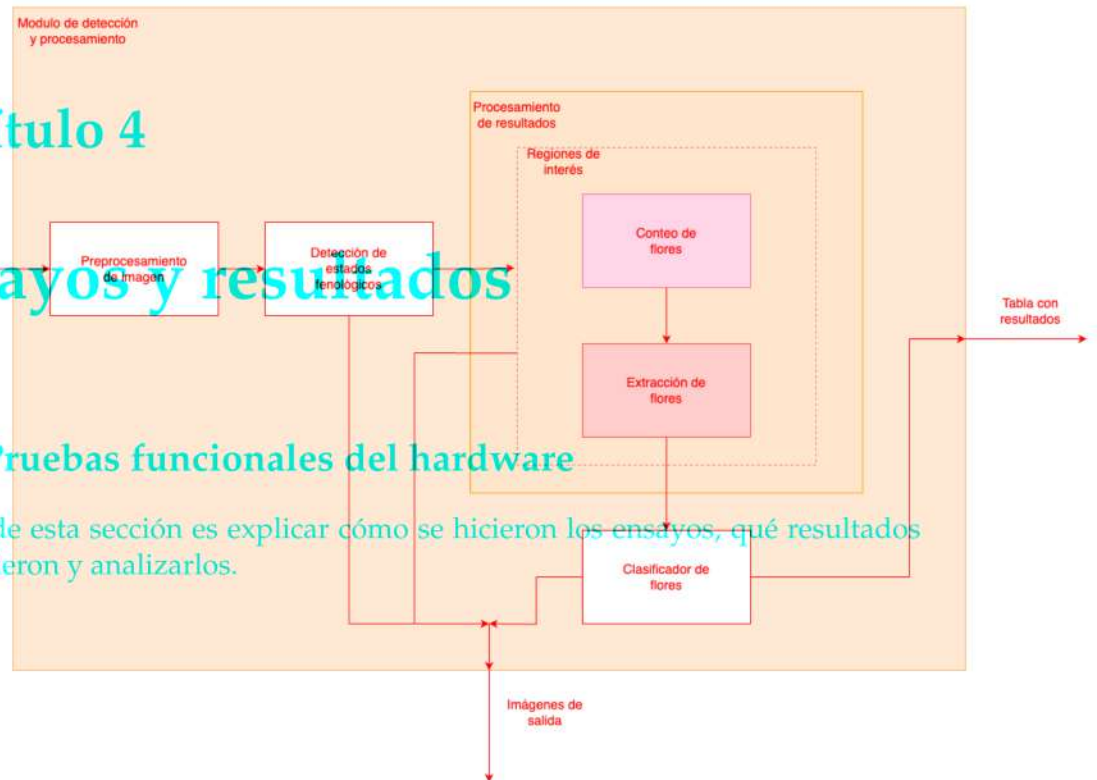 Modulo de detección
y procesamiento
tulo 4
Procesamiento
de resultados
Regiones de
interés
Conteo de
flores
Preprocesamiento
de imagen
Detección de
estados
fenológicos
ayos y resultados
Tabla con
resultados
Extracción de
flores
Pruebas funcionales del hardware
de esta sección es explicar cómo se hicieron los ensayos, qué resultados
ieron y analizarlos.
Clasificador de
flores
Imágenes de
salida